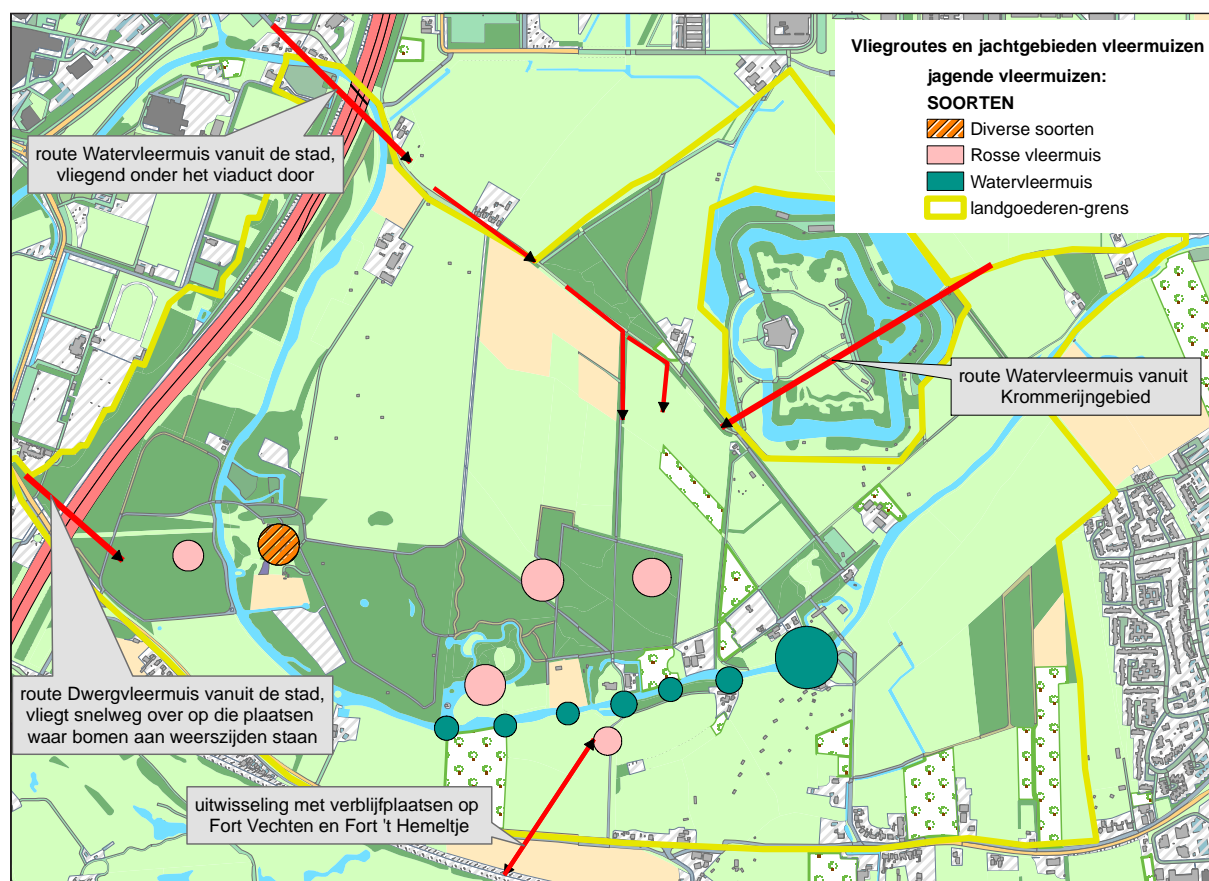 Vliegroutes en jachtgebieden vleermuizen
jagende vleermuizen:
SOORTEN
Diverse soorten
Rosse vleermuis
Watervleermuis
landgoederen-grens
route Watervleermuis vanuit de stad,
vliegend onder het viaduct door
route Watervleermuis vanuit
Krommerijngebied
route Dwergvleermuis vanuit de stad,
vliegt snelweg over op die plaatsen
waar bomen aan weerszijden staan
uitwisseling met verblijfplaatsen op
Fort Vechten en Fort 't Hemeltje